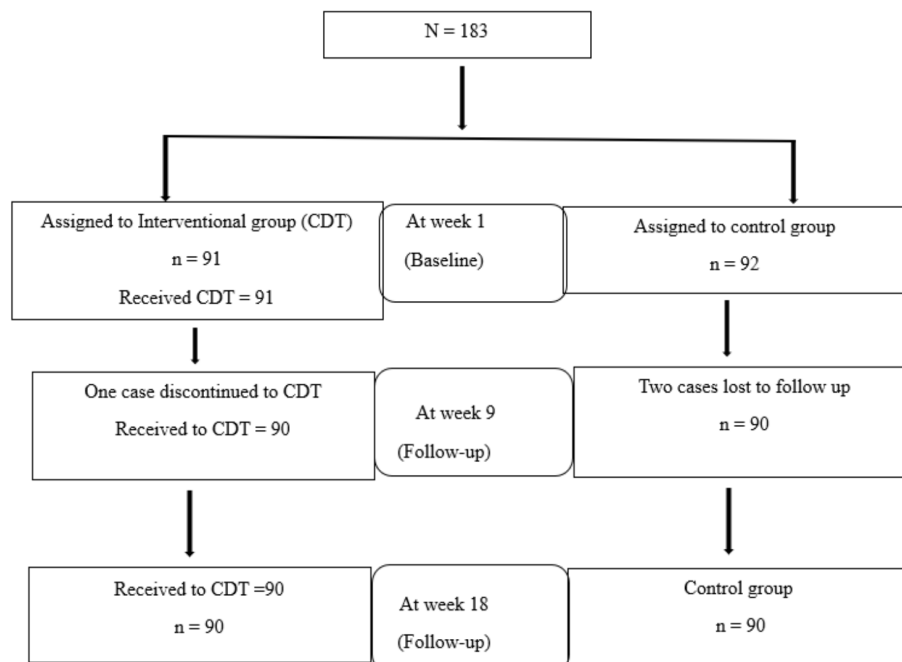 N = 183
Assigned to Interventional group (CDT)
n = 91
Received CDT = 91
At week 1
(Baseline)
Assigned to control group
n = 92
One case discontinued to CDT
Received to CDT = 90
At week 9
(Follow-up)
Two cases lost to follow up
n = 90
Received to CDT =90
n = 90
At week 18
(Follow-up)
Control group
n = 90